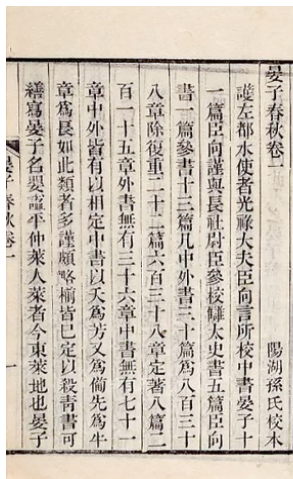 晏子春秋卷一
陽湖孫氏校本
護左都水使者光祿大夫臣向言所校中書晏子十
一篇臣向謹與長社尉臣參校讎太史書五篇臣向
書一篇參書十三篇凡中外書三十篇為八百三十
八章除復重二十二篇六百三十八章定著八篇二
百一十五章外書無有三十六章中書無有七十一
章中外皆有以相定中書以夭為芳又為備先為牛
章為長如此類者多謹頗略椾皆已定以殺青書可
繕寫晏子名嬰謚平仲萊人萊者今東萊地也晏子
晏子春秋卷一
一